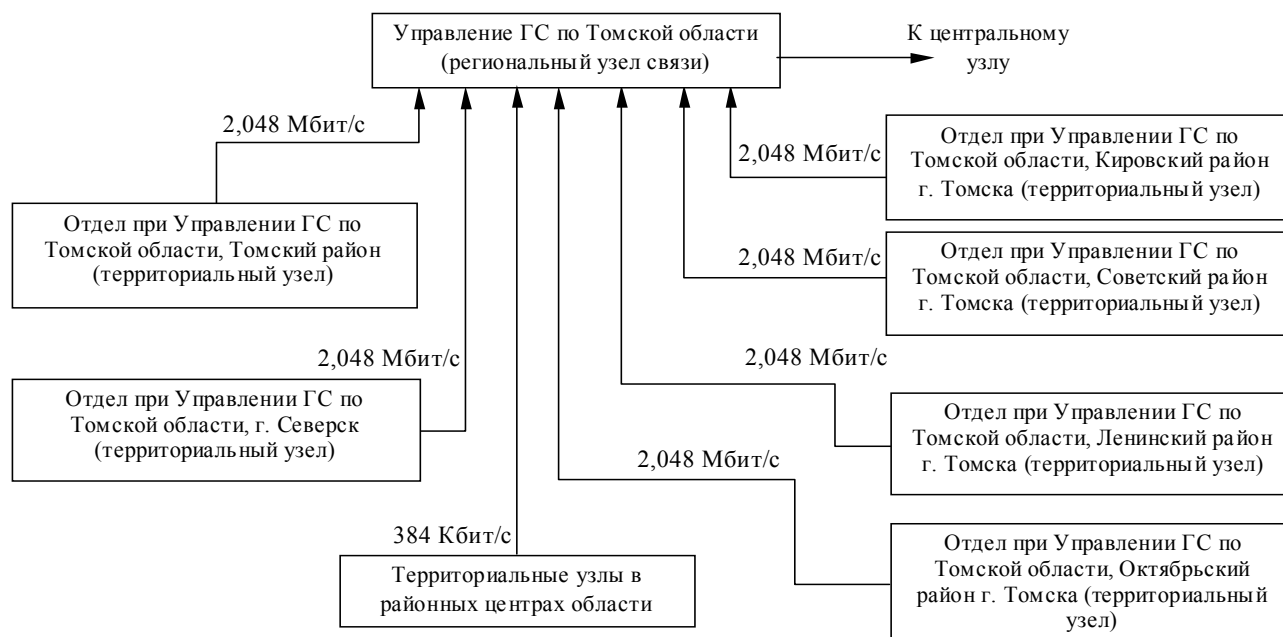 Управление ГС по Томской области
(региональный узел связи)
К центральному
узлу
2,048 Мбит/с
Отдел при Управлении ГС по
Томской области, Томский район
(территориальный узел)
2,048 Мбит/с
Отдел при Управлении ГС по
Томской области, Кировский район
г. Томска (территориальный узел)
2,048 Мбит/с
Отдел при Управлении ГС по
Томской области, Советский район
г. Томска (территориальный узел)
2,048 Мбит/с
Отдел при Управлении ГС по
Томской области, г. Северск
(территориальный узел)
2,048 Мбит/с
Отдел при Управлении ГС по
Томской области, Ленинский район
г. Томска (территориальный узел)
2,048 Мбит/с
Отдел при Управлении ГС по
Томской области, Октябрьский
район г. Томска (территориальный
узел)
384 Кбит/с
Территориальные узлы в
районных центрах области